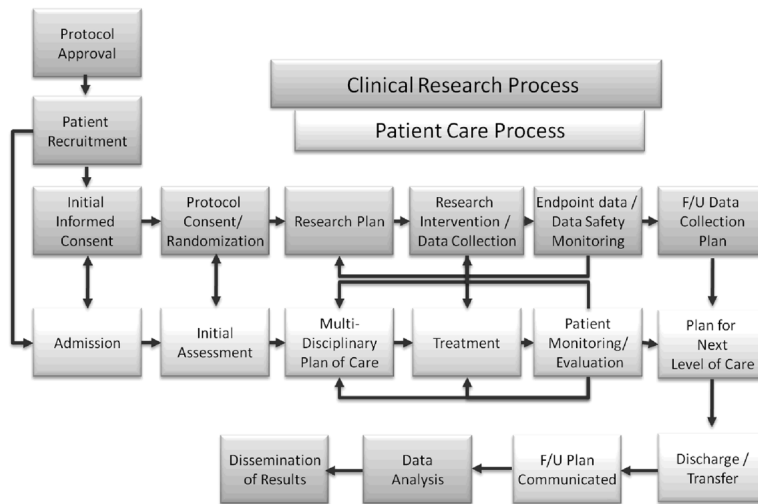 Protocol
Approval
Clinical Research Process
Patient Care Process
Patient
Recruitment
Initial
Informed
Consent
Protocol
Consent/
Randomization
Research Plan
Research
Intervention /
Data Collection
Endpoint data /
Data Safety
Monitoring
F/U Data
Collection
Plan
Admission
Initial
Assessment
Multi-
Disciplinary
Plan of Care
Treatment
Patient
Monitoring/
Evaluation
Plan for
Next
Level of Care
Dissemination
of Results
Data
Analysis
F/U Plan
Communicated
Discharge /
Transfer